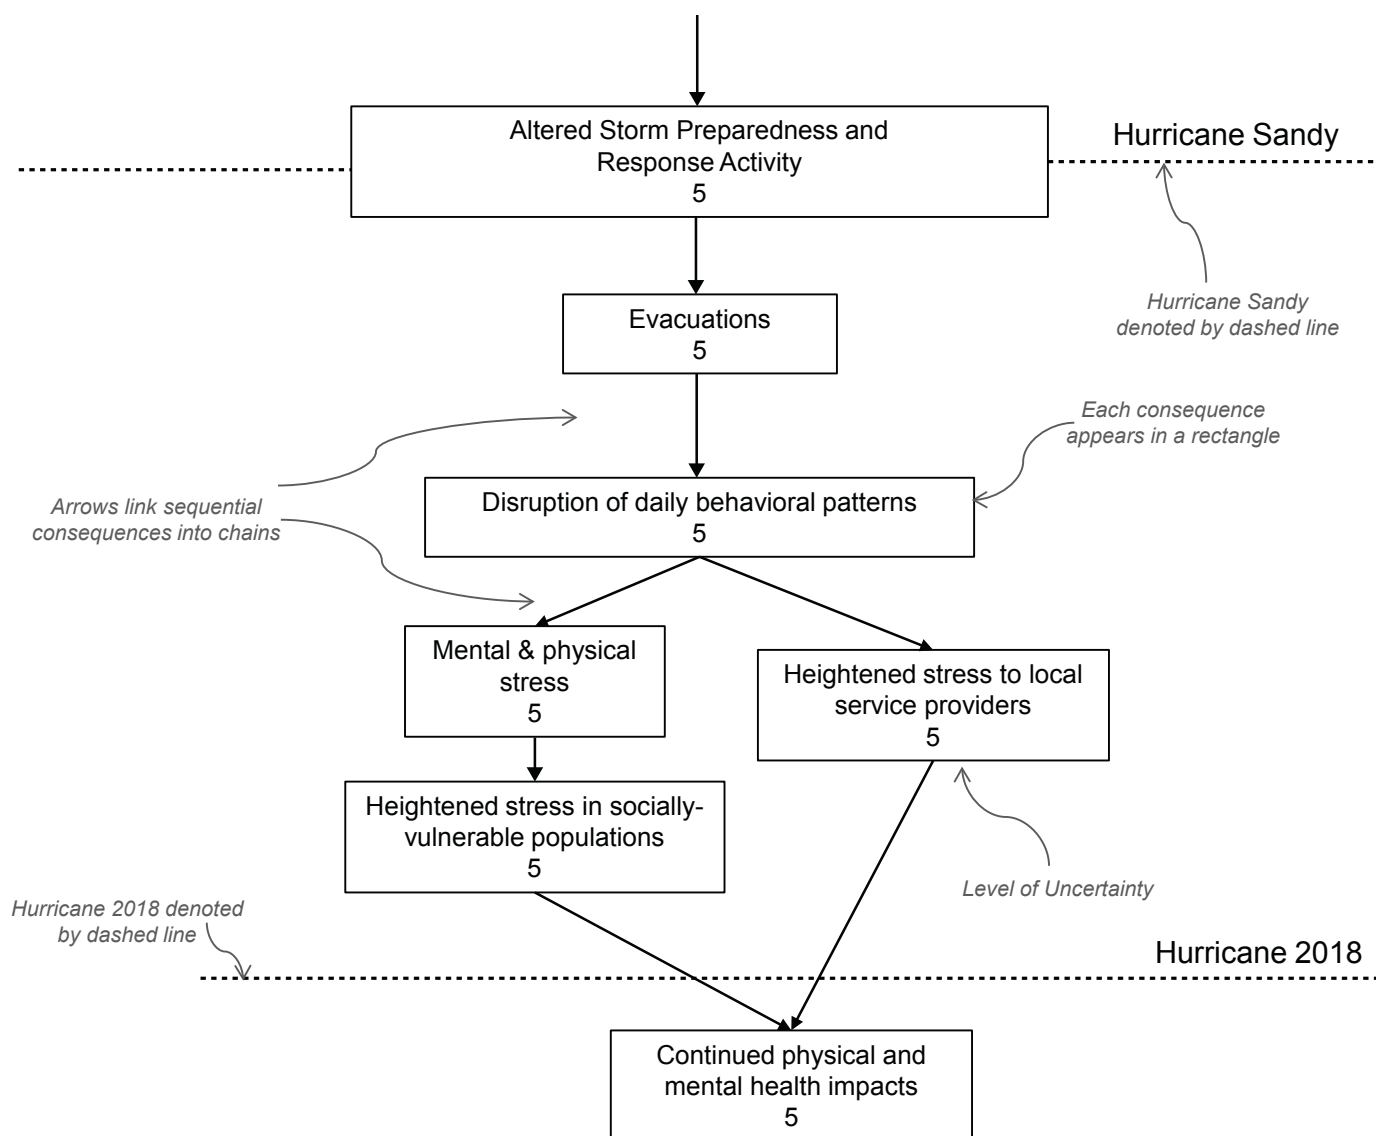 Altered Storm Preparedness and
Response Activity
5
Hurricane Sandy
Hurricane Sandy
denoted by dashed line
Evacuations
5
Each consequence
appears in a rectangle
Arrows link sequential
consequences into chains
Disruption of daily behavioral patterns
5
Mental & physical
stress
5
Heightened stress to local
service providers
5
Heightened stress in socially-
vulnerable populations
5
Level of Uncertainty
Hurricane 2018 denoted
by dashed line
Hurricane 2018
Continued physical and
mental health impacts
5